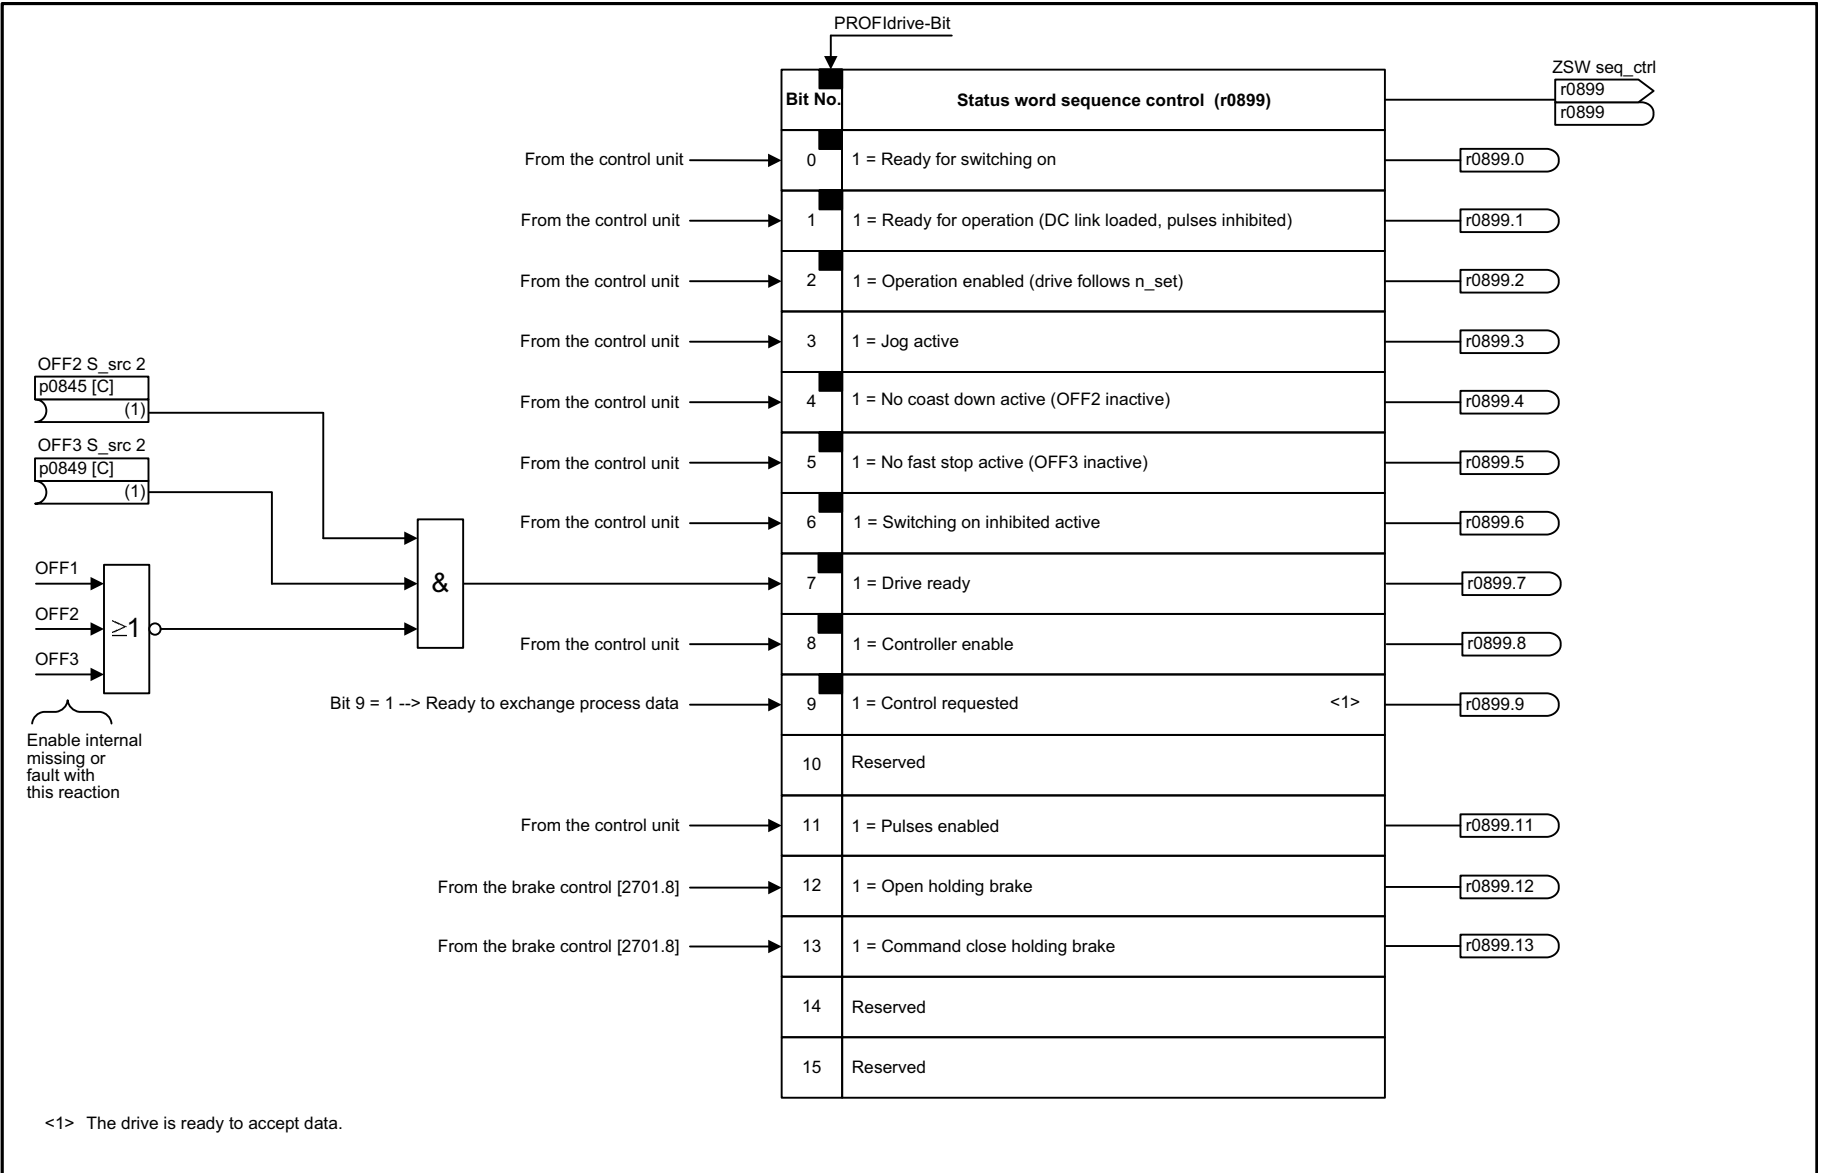 PROFIdrive-Bit
ZSW seq_ctrl
r0899
r0899
Bit No.
Status word sequence control (r0899)
From the control unit
0
1 = Ready for switching on
r0899.0
From the control unit
1
1 = Ready for operation (DC link loaded, pulses inhibited)
r0899.1
From the control unit
2
1 = Operation enabled (drive follows n_set)
r0899.2
From the control unit
3
1 = Jog active
r0899.3
OFF2 S_src 2
p0845 [C]
(1)
From the control unit
4
1 = No coast down active (OFF2 inactive)
r0899.4
OFF3 S_src 2
p0849 [C]
(1)
From the control unit
5
1 = No fast stop active (OFF3 inactive)
r0899.5
From the control unit
6
1 = Switching on inhibited active
r0899.6
OFF1
OFF2
OFF3
≥1
&
7
1 = Drive ready
r0899.7
From the control unit
8
1 = Controller enable
r0899.8
Bit 9 = 1 --> Ready to exchange process data
9
1 = Control requested <1>
r0899.9
Enable internal
missing or
fault with
this reaction
10
Reserved
From the control unit
11
1 = Pulses enabled
r0899.11
From the brake control [2701.8]
12
1 = Open holding brake
r0899.12
From the brake control [2701.8]
13
1 = Command close holding brake
r0899.13
14
Reserved
15
Reserved
<1> The drive is ready to accept data.